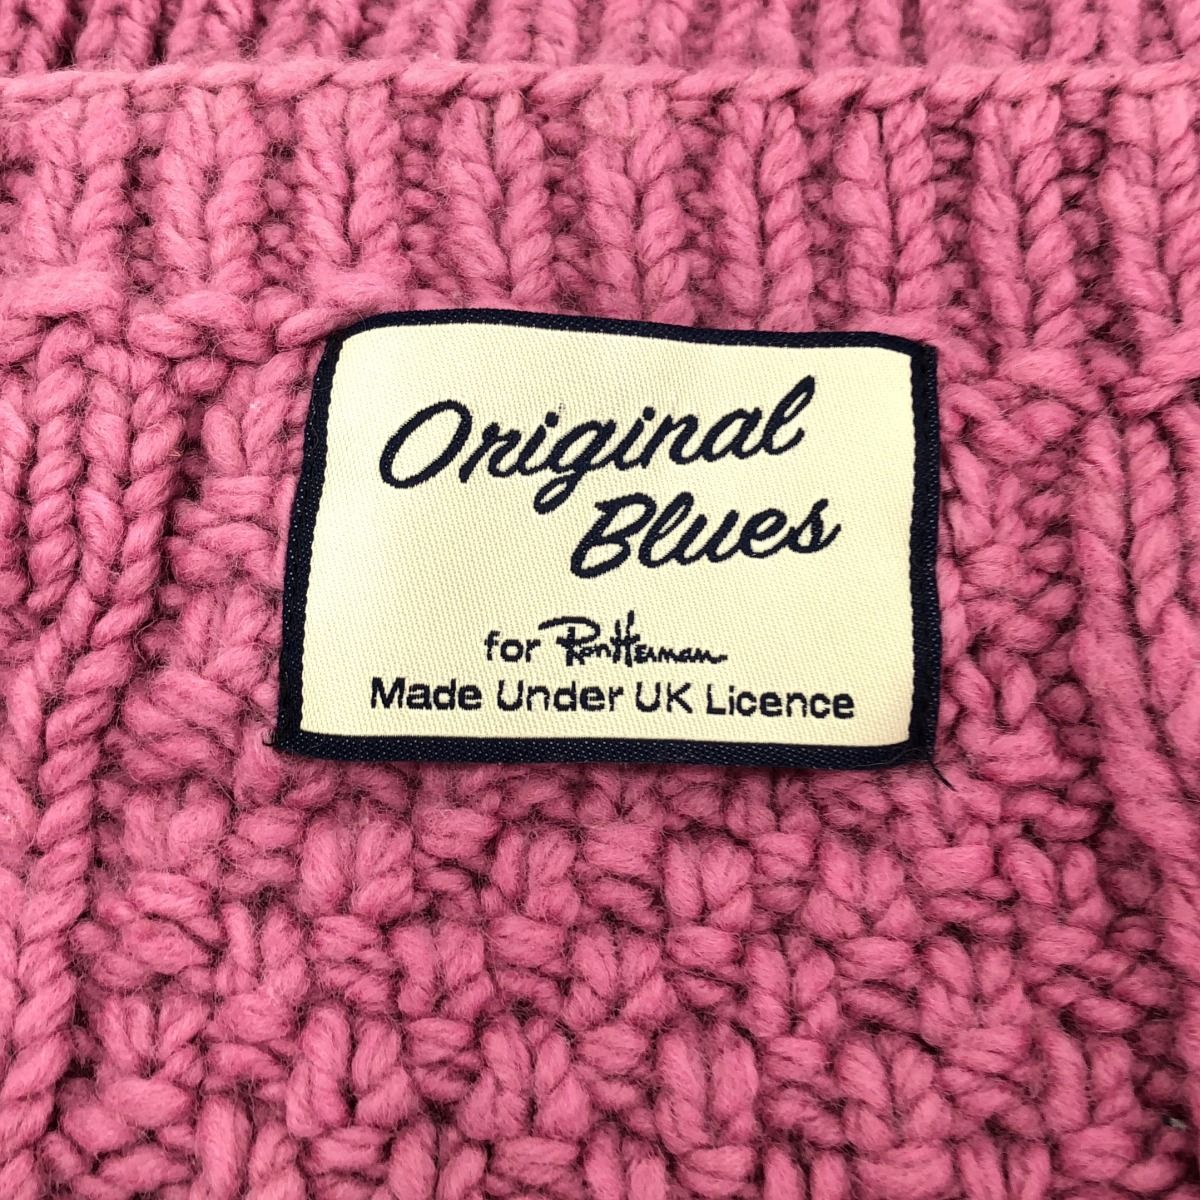 Original
Blues
for Ron Herman
Made Under UK Licence